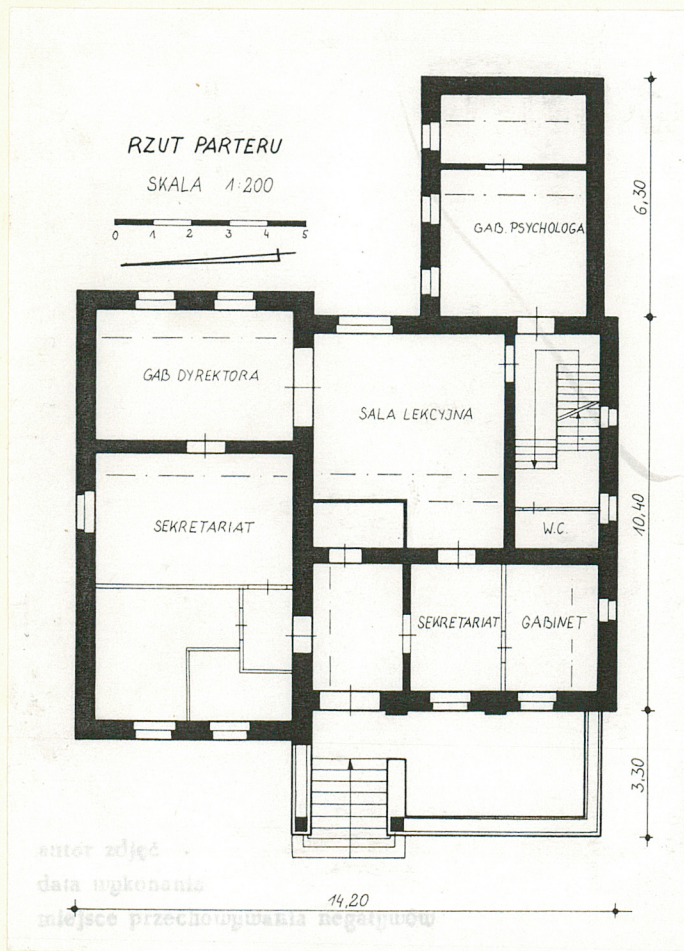 RZUT PARTERU
SKALA 1:200
0 1 2 3 4 5
6,30
GAB. PSYCHOLOGA
GAB DYREKTORA
SALA LEKCYJNA
SEKRETARIAT
W.C.
10,40
SEKRETARIAT
GABINET
3,30
autor zdjęć
data wykonania
14,20
miejsce przechowywania negatywów